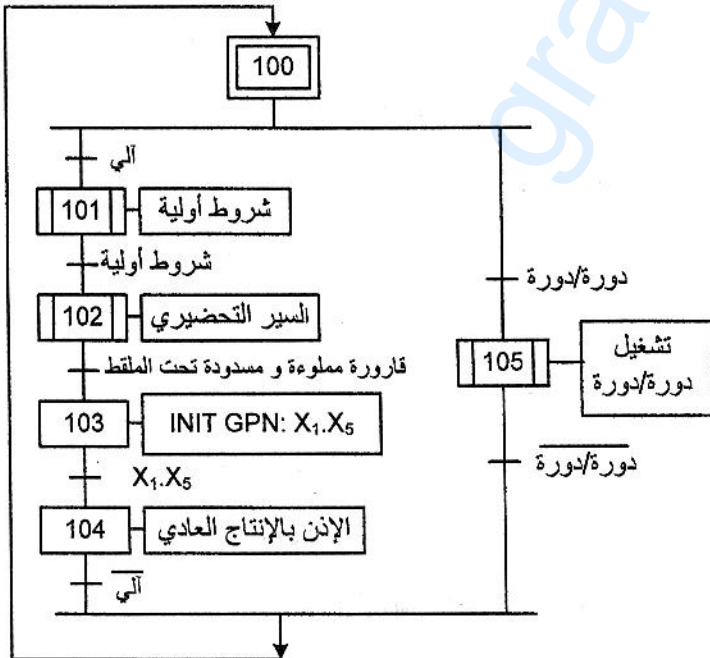 100
آلي
101
شروط أولية
شروط أولية
دورة/دورة
102
السير التحضيري
قارورة مملوءة و مسدودة تحت الملقط
105
تشغيل
دورة/دورة
103
INIT GPN: X₁.X₅
X₁.X₅
دورة/دورة
104
الإذن بالإنتاج العادي
آلي
gra